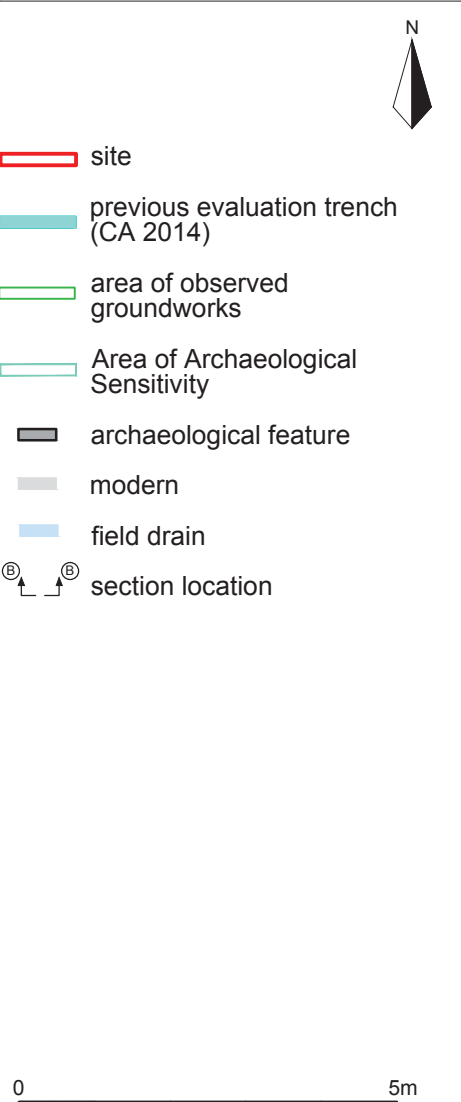 N
site
previous evaluation trench
(CA 2014)
area of observed
groundworks
Area of Archaeological
Sensitivity
archaeological feature
modern
field drain
B B section location
0 5m